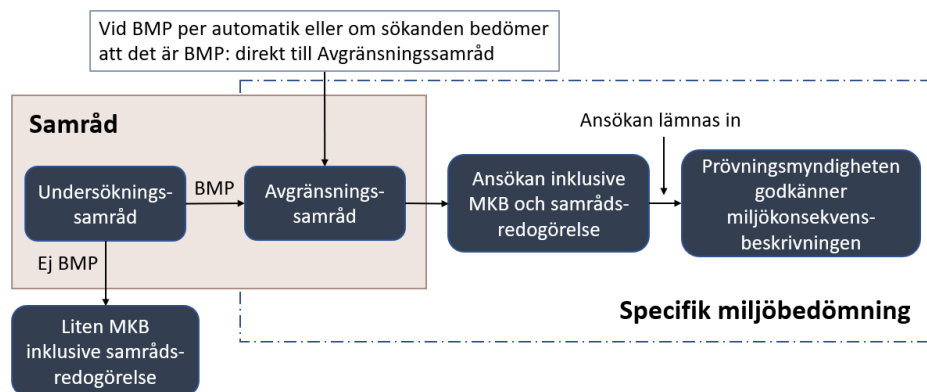 Vid BMP per automatik eller om sökanden bedömer
att det är BMP: direkt till Avgränsningssamråd
Samråd
Ansökan lämnas in
Undersöknings-
samråd
BMP
Avgränsnings-
samråd
Ansökan inklusive
MKB och samråds-
redogörelse
Prövningsmyndigheten
godkänner
miljökonsekvens-
beskrivningen
Ej BMP
Liten MKB
inklusive samråds-
redogörelse
Specifik miljöbedömning